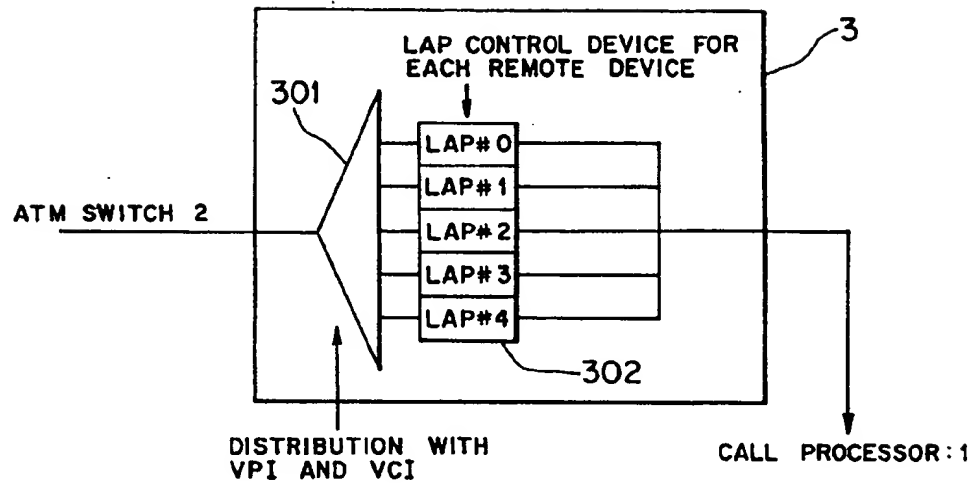 3
LAP CONTROL DEVICE FOR
EACH REMOTE DEVICE
301
LAP#0
LAP#1
ATM SWITCH 2
LAP#2
LAP#3
LAP#4
302
DISTRIBUTION WITH
VPI AND VCI
CALL PROCESSOR:1